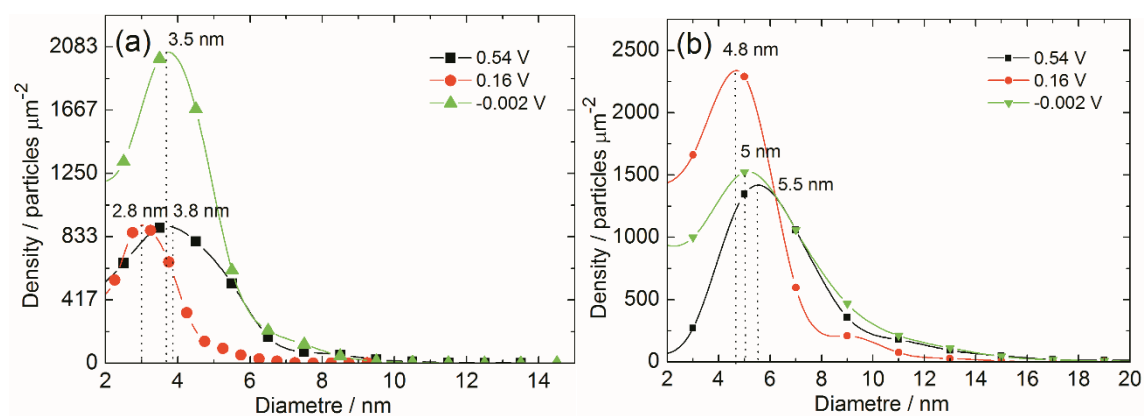 (a)
3.5 nm
0.54 V
0.16 V
-0.002 V
2.8 nm
3.8 nm
2083
1667
1250
833
417
0
Density / particles μm-2
2 4 6 8 10 12 14
Diametre / nm
(b)
4.8 nm
0.54 V
0.16 V
-0.002 V
5 nm
5.5 nm
2500
2000
1500
1000
500
0
Density / particles μm-2
2 4 6 8 10 12 14 16 18 20
Diametre / nm